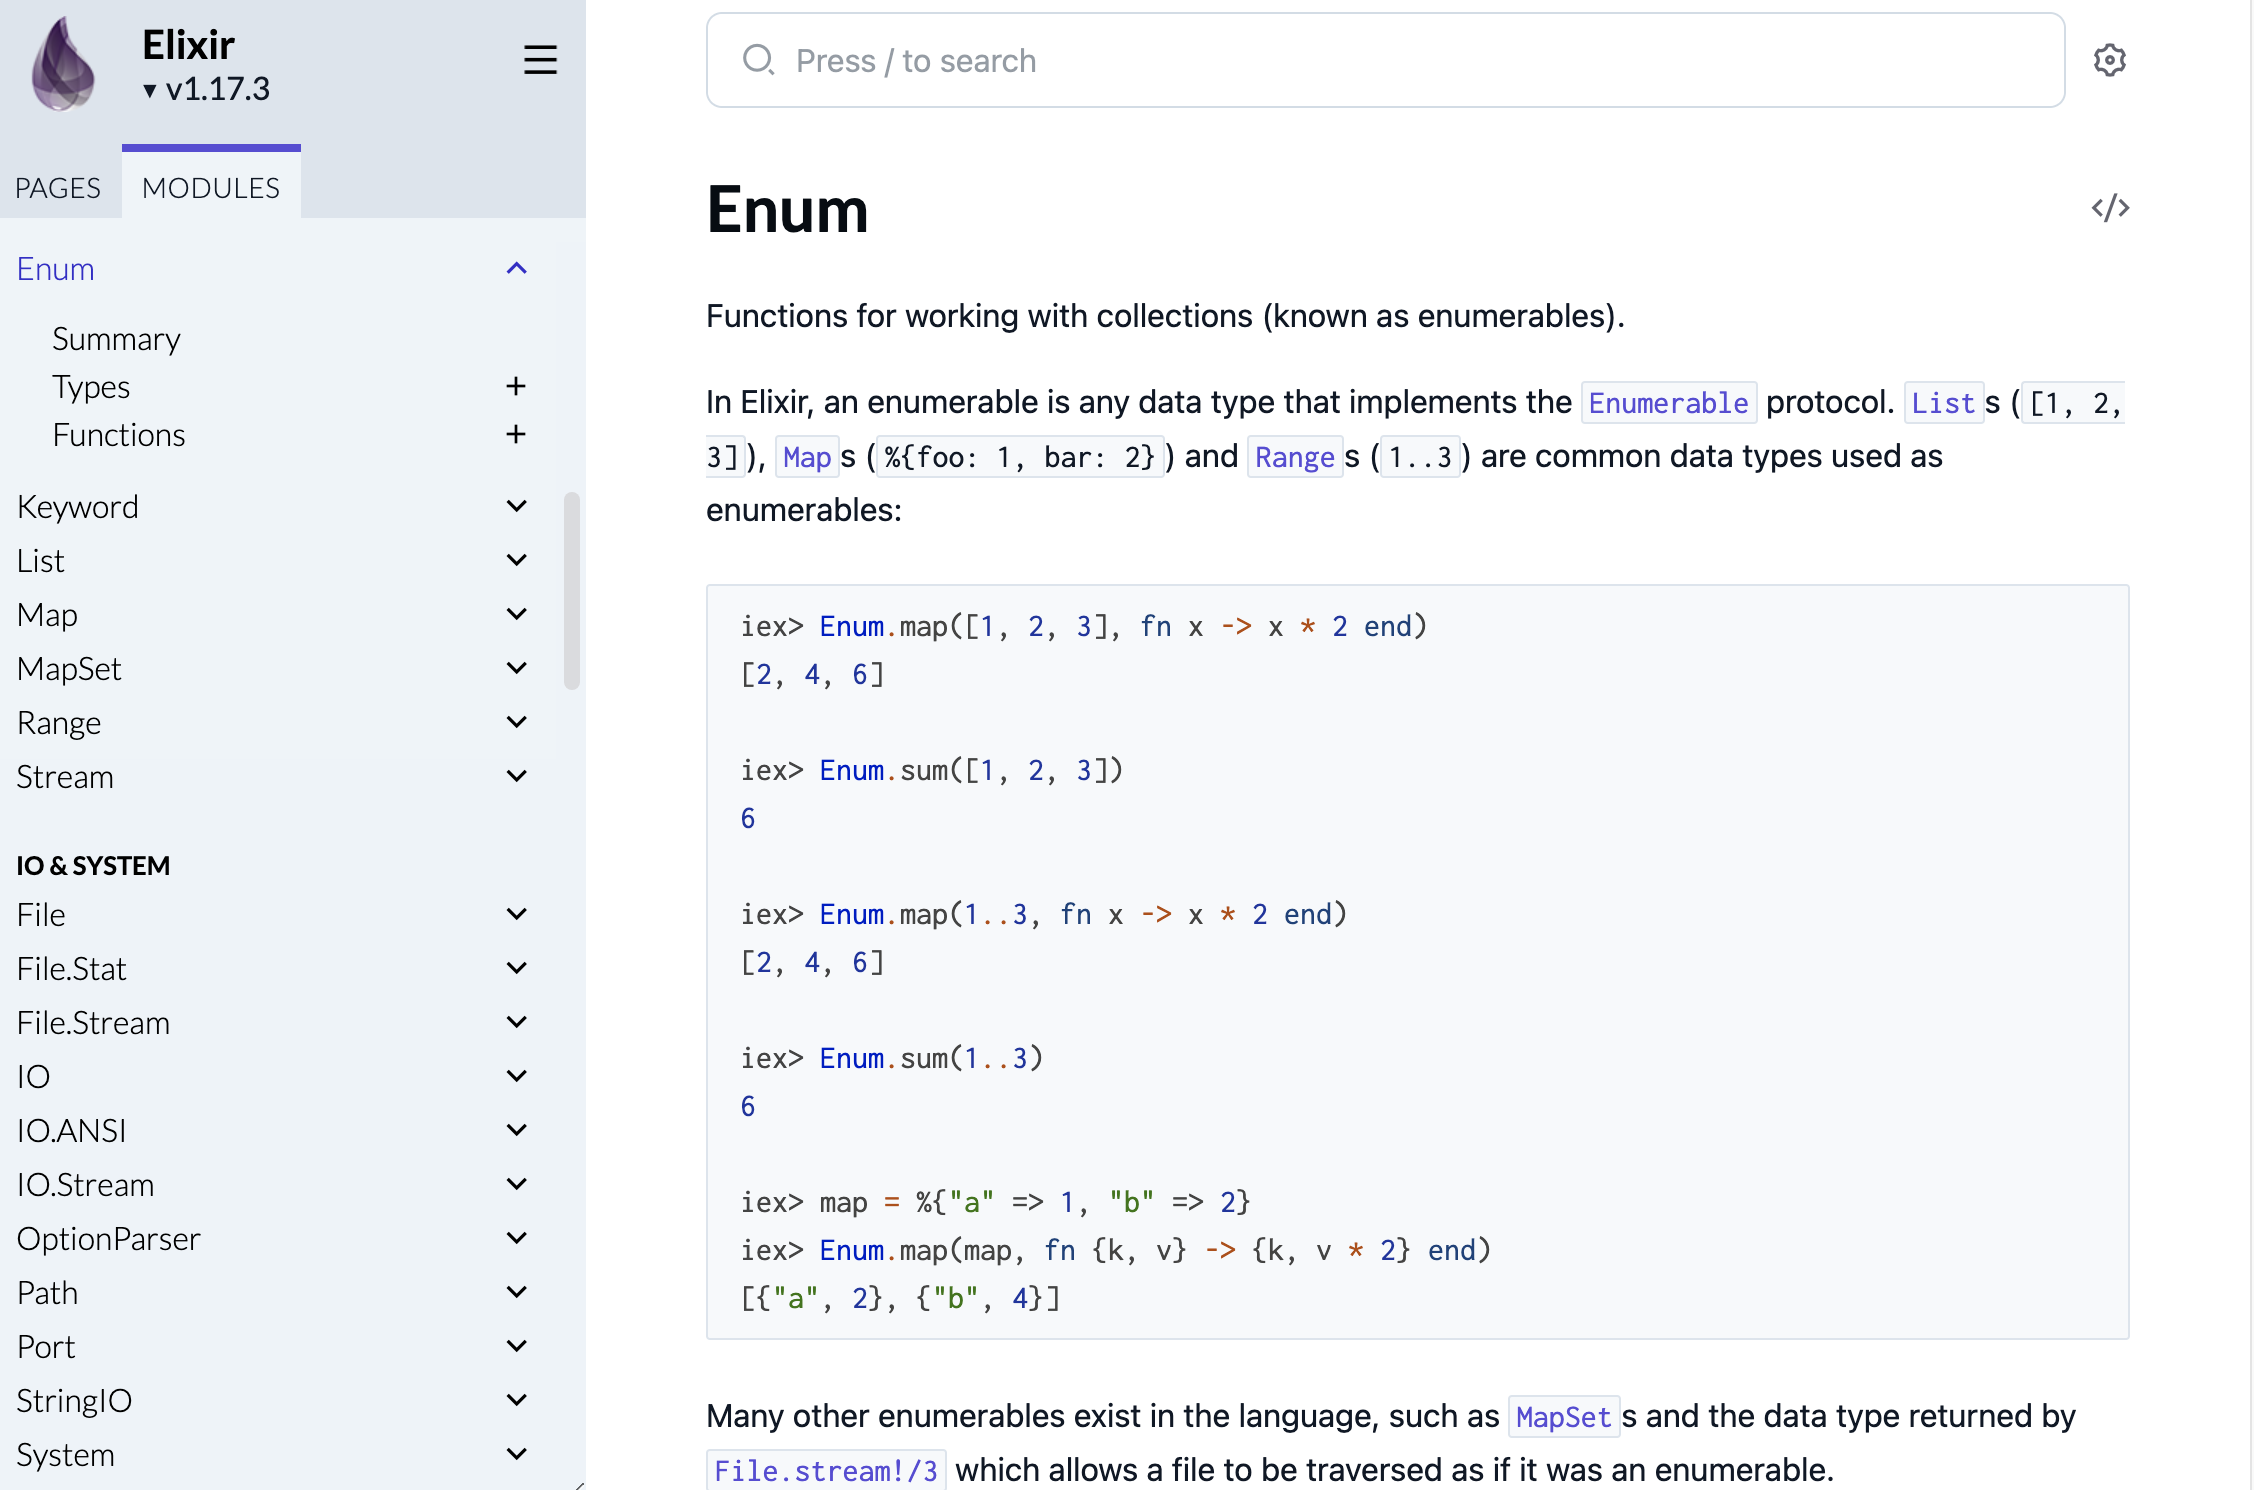 Elixir
▼ v1.17.3
PAGES
MODULES
Enum
Summary
Types
Functions
Keyword
List
Map
MapSet
Range
Stream
IO & SYSTEM
File
File.Stat
File.Stream
IO
IO.ANSI
IO.Stream
OptionParser
Path
Port
StringIO
System
Press / to search
Enum
</>
Functions for working with collections (known as enumerables).
In Elixir, an enumerable is any data type that implements the Enumerable protocol. Lists ([1, 2,
3]), Maps (%{foo: 1, bar: 2}) and Ranges (1..3) are common data types used as
enumerables:
iex> Enum.map([1, 2, 3], fn x -> x * 2 end)
[2, 4, 6]
iex> Enum.sum([1, 2, 3])
6
iex> Enum.map(1..3, fn x -> x * 2 end)
[2, 4, 6]
iex> Enum.sum(1..3)
6
iex> map = %{"a" => 1, "b" => 2}
iex> Enum.map(map, fn {k, v} -> {k, v * 2} end)
[{"a", 2}, {"b", 4}]
Many other enumerables exist in the language, such as MapSets and the data type returned by
File.stream!/3 which allows a file to be traversed as if it was an enumerable.